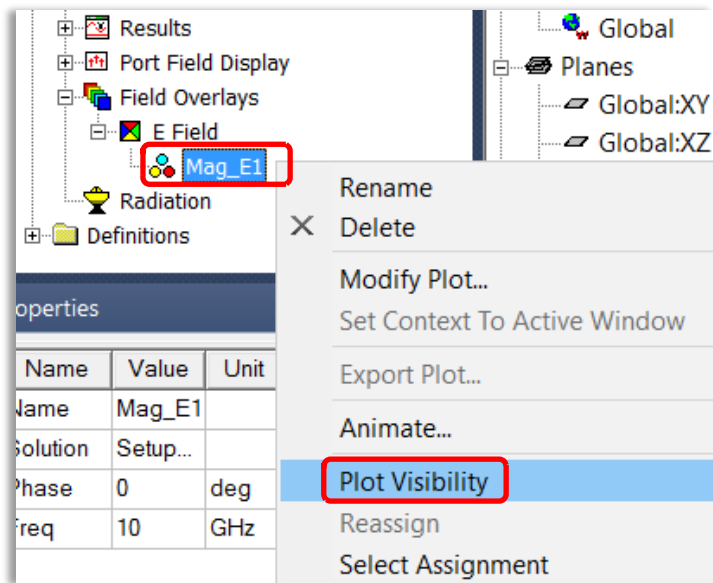 Results
Port Field Display
Field Overlays
E Field
Mag_E1
Radiation
Definitions
Global
Planes
Global:XY
Global:XZ
Rename
Delete
Modify Plot...
Set Context To Active Window
Export Plot...
Animate...
Plot Visibility
Reassign
Select Assignment
operties
Name Value Unit
Name Mag_E1
Solution Setup...
Phase 0 deg
Freq 10 GHz